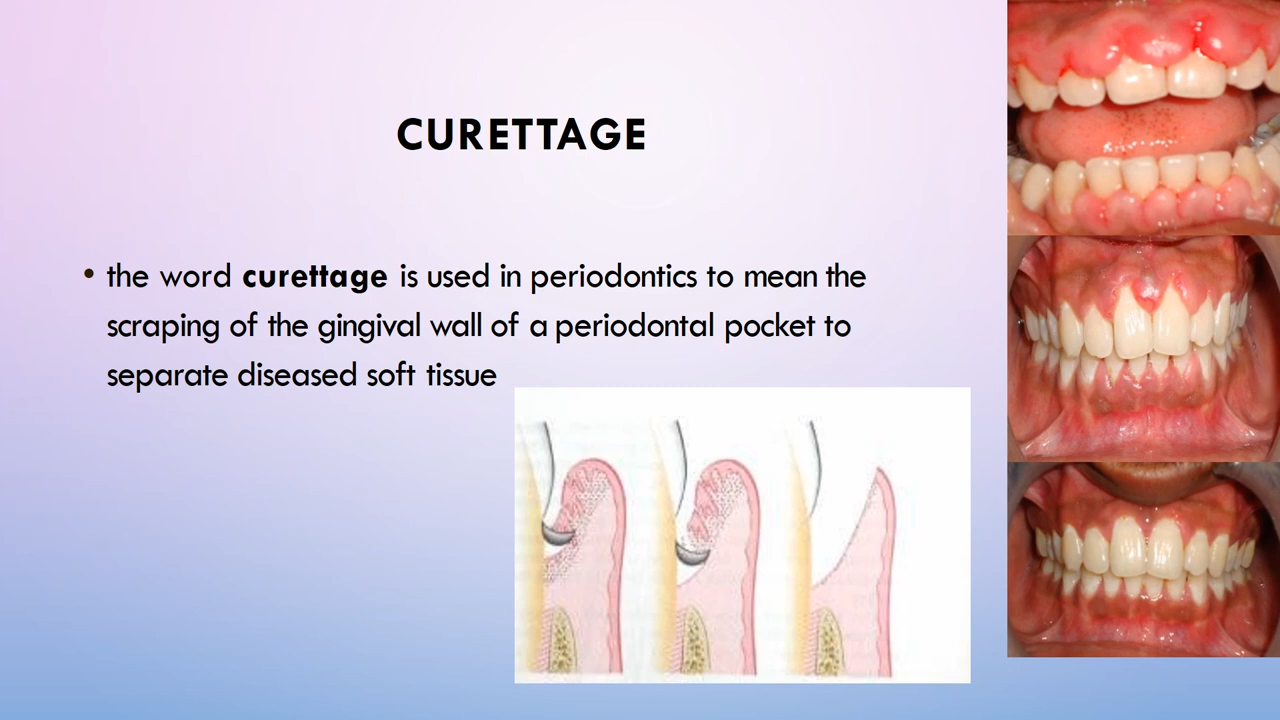 CURETTAGE
• the word curettage is used in periodontics to mean the
scraping of the gingival wall of a periodontal pocket to
separate diseased soft tissue